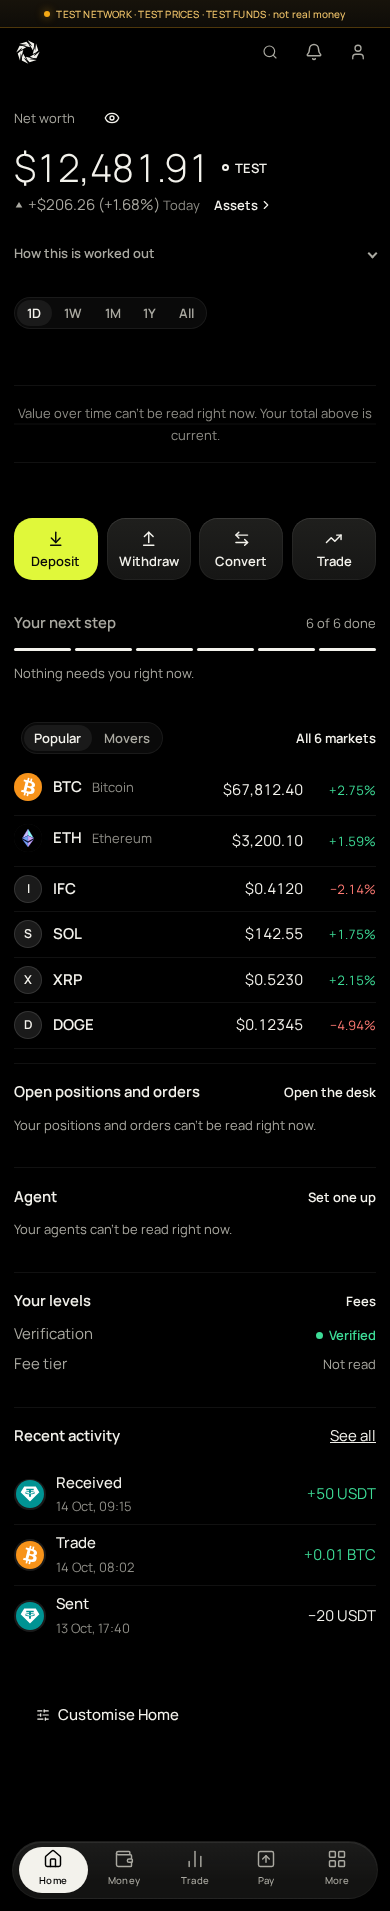 TEST NETWORK · TEST PRICES · TEST FUNDS · not real money
Net worth
$12,481.91 TEST
+$206.26 (+1.68%) Today Assets
How this is worked out
1D 1W 1M 1Y All
Value over time can't be read right now. Your total above is
current.
Deposit Withdraw Convert Trade
Your next step 6 of 6 done
Nothing needs you right now.
Popular Movers All 6 markets
BTC Bitcoin $67,812.40 +2.75%
ETH Ethereum $3,200.10 +1.59%
I IFC $0.4120 −2.14%
S SOL $142.55 +1.75%
X XRP $0.5230 +2.15%
D DOGE $0.12345 −4.94%
Open positions and orders Open the desk
Your positions and orders can't be read right now.
Agent Set one up
Your agents can't be read right now.
Your levels Fees
Verification Verified
Fee tier Not read
Recent activity See all
Received
14 Oct, 09:15 +50 USDT
Trade
14 Oct, 08:02 +0.01 BTC
Sent
13 Oct, 17:40 −20 USDT
Customise Home
Home Money Trade Pay More